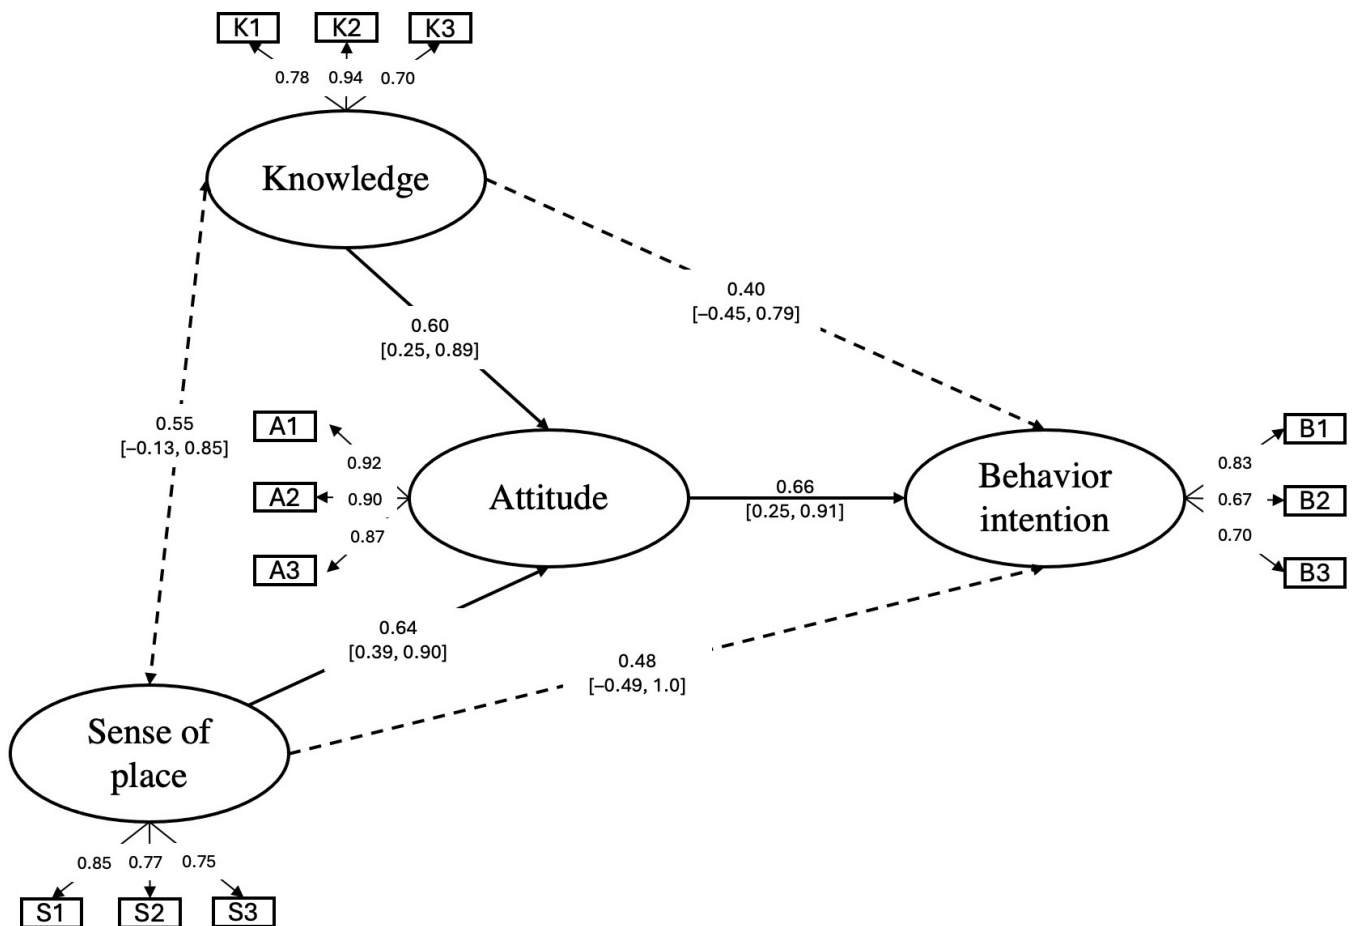 K1 K2 K3
0.78 0.94 0.70
Knowledge
0.40
[–0.45, 0.79]
0.60
[0.25, 0.89]
0.55
[–0.13, 0.85]
A1
0.92
A2
0.90
0.87
A3
Attitude
0.66
[0.25, 0.91]
Behavior
intention
B1
0.83
0.67
B2
0.70
B3
0.64
[0.39, 0.90]
0.48
[–0.49, 1.0]
Sense of
place
0.85 0.77 0.75
S1 S2 S3